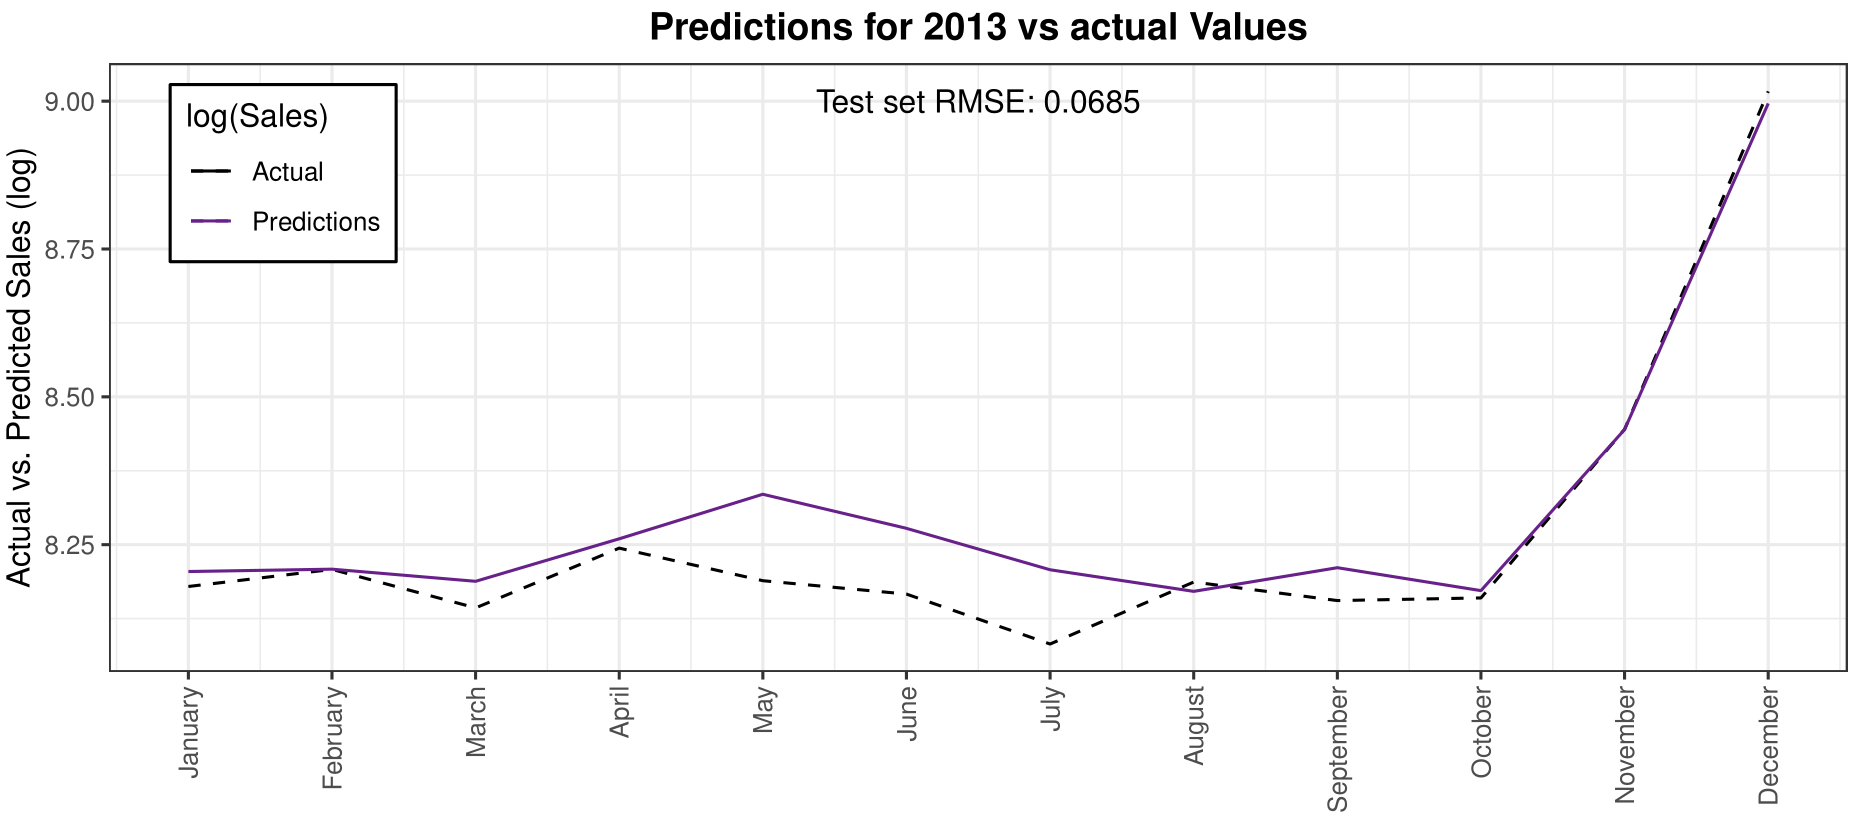 Predictions for 2013 vs actual Values
Test set RMSE: 0.0685
log(Sales)
Actual
Predictions
Actual vs. Predicted Sales (log)
9.00
8.75
8.50
8.25
January
February
March
April
May
June
July
August
September
October
November
December